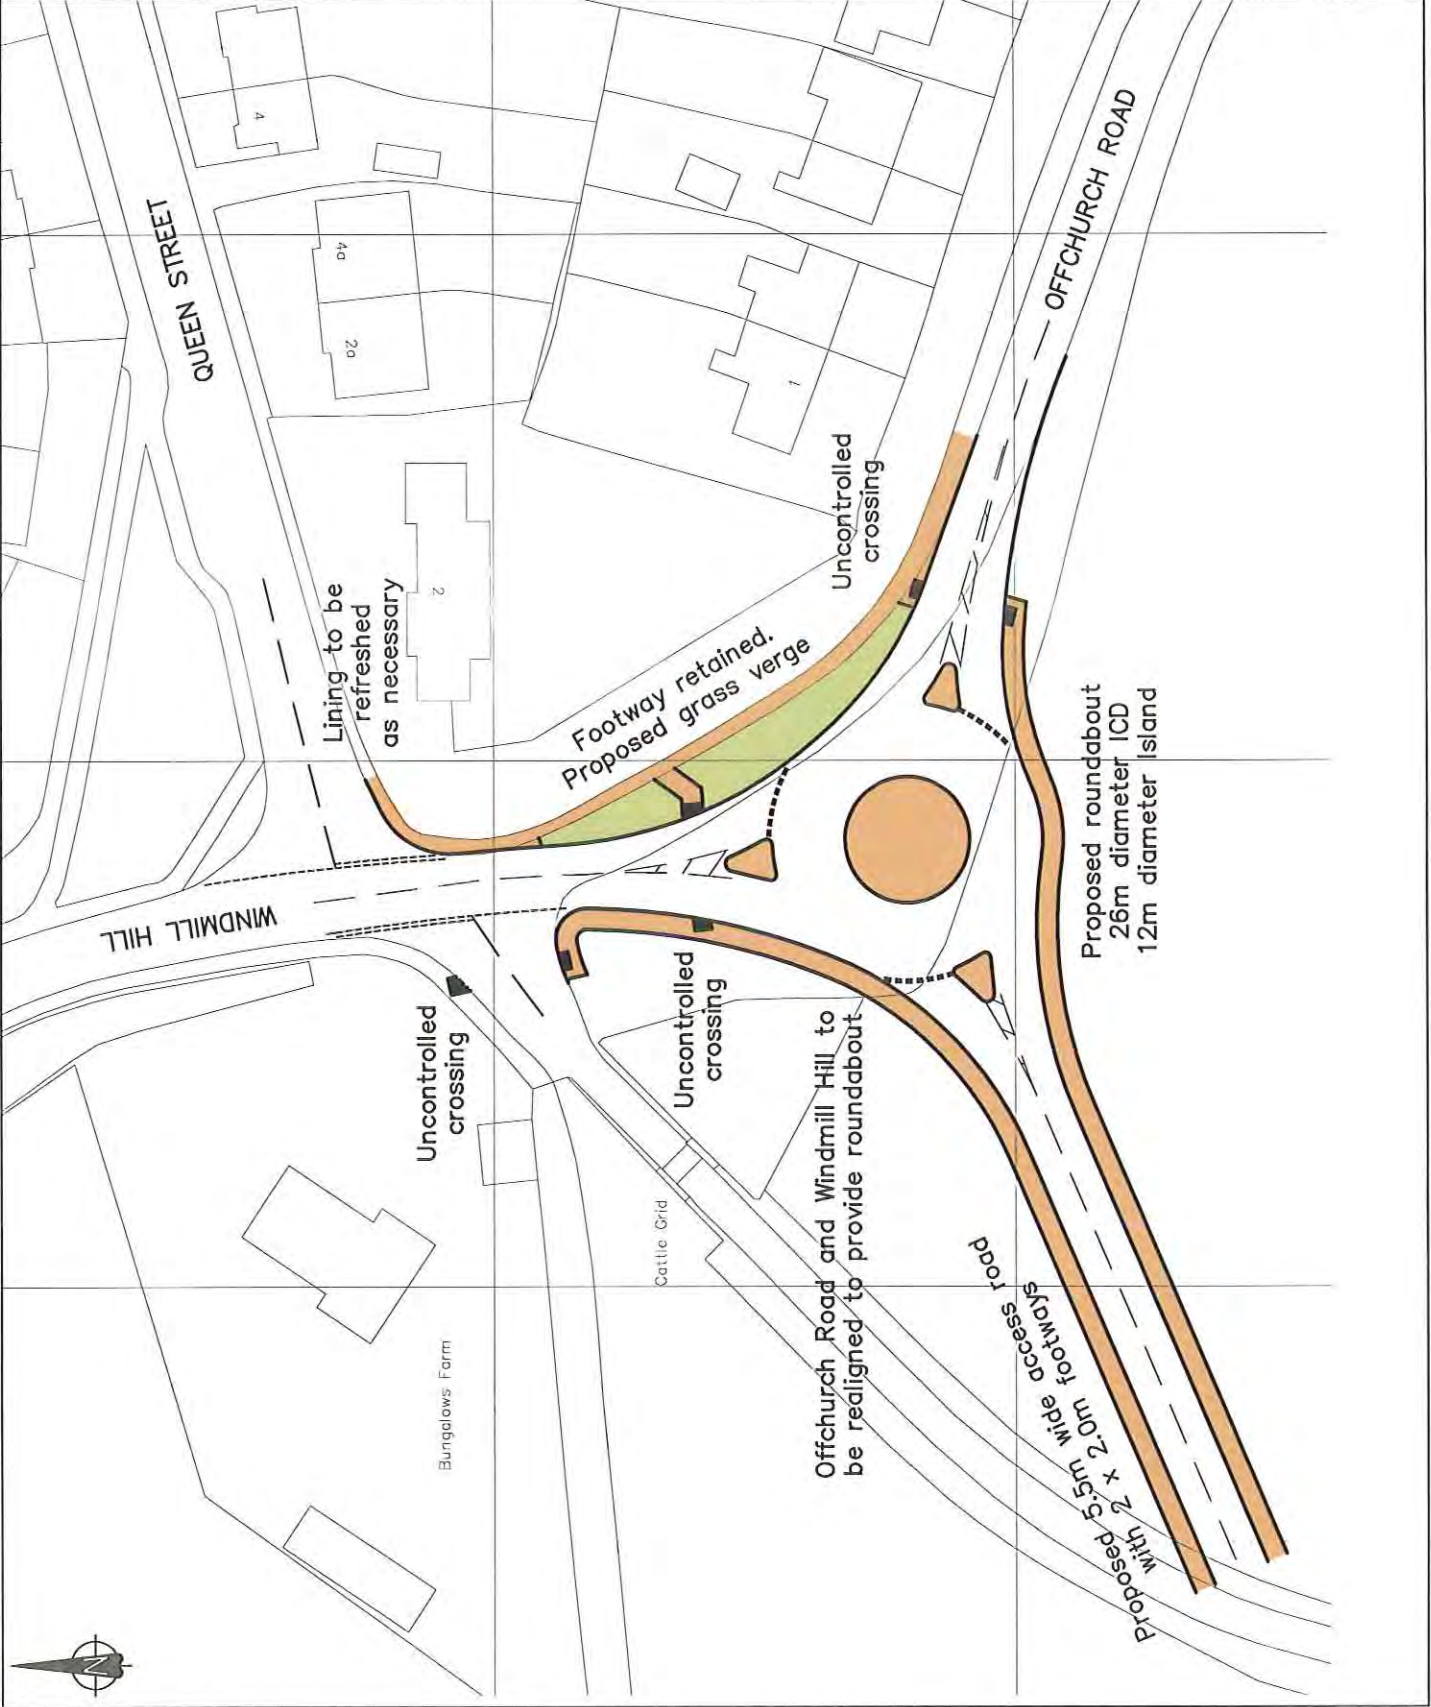 QUEEN STREET
4
4a
2a
2
1
OFFCHURCH ROAD
WINDMILL HILL
Lining to be
refreshed
as necessary
Footway retained.
Proposed grass verge
Uncontrolled
crossing
Proposed roundabout
26m diameter ICD
12m diameter Island
Uncontrolled
crossing
Uncontrolled
crossing
Offchurch Road and Windmill Hill to
be realigned to provide roundabout
Cattle Grid
Bungalows Farm
Proposed 5.5m wide access road
with 2 x 2.0m footways
N